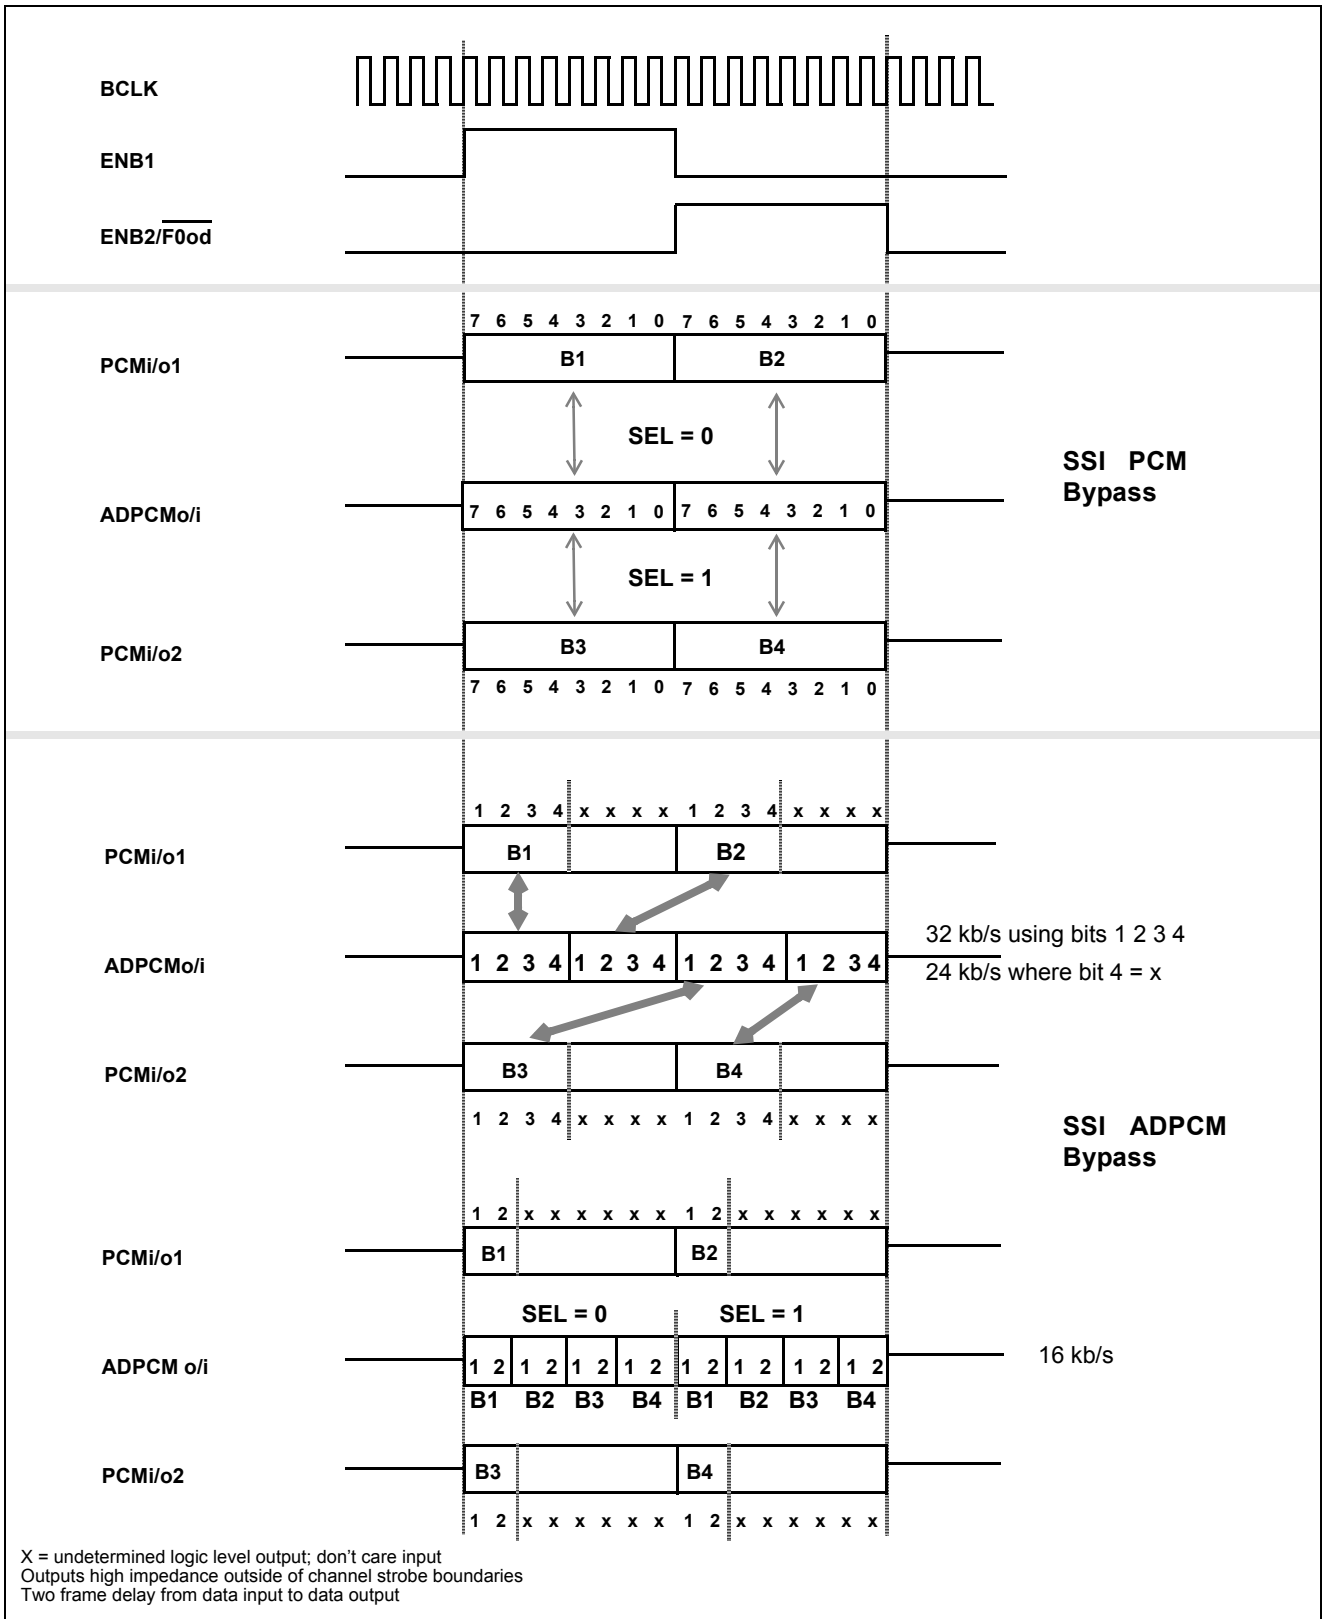 BCLK
ENB1
ENB2/F0od
7 6 5 4 3 2 1 0 7 6 5 4 3 2 1 0
PCMi/o1
B1 B2
SEL = 0
SSI PCM
Bypass
ADPCMo/i
7 6 5 4 3 2 1 0 7 6 5 4 3 2 1 0
SEL = 1
PCMi/o2
B3 B4
7 6 5 4 3 2 1 0 7 6 5 4 3 2 1 0
1 2 3 4 x x x x 1 2 3 4 x x x x
PCMi/o1
B1 B2
32 kb/s using bits 1 2 3 4
ADPCMo/i
1 2 3 4 1 2 3 4 1 2 3 4 1 2 3 4
24 kb/s where bit 4 = x
PCMi/o2
B3 B4
1 2 3 4 x x x x 1 2 3 4 x x x x
SSI ADPCM
Bypass
1 2 x x x x x x 1 2 x x x x x x
PCMi/o1
B1 B2
SEL = 0 SEL = 1
ADPCM o/i
1 2 1 2 1 2 1 2 1 2 1 2 1 2 1 2
16 kb/s
B1 B2 B3 B4 B1 B2 B3 B4
PCMi/o2
B3 B4
1 2 x x x x x x 1 2 x x x x x x
X = undetermined logic level output; don't care input
Outputs high impedance outside of channel strobe boundaries
Two frame delay from data input to data output